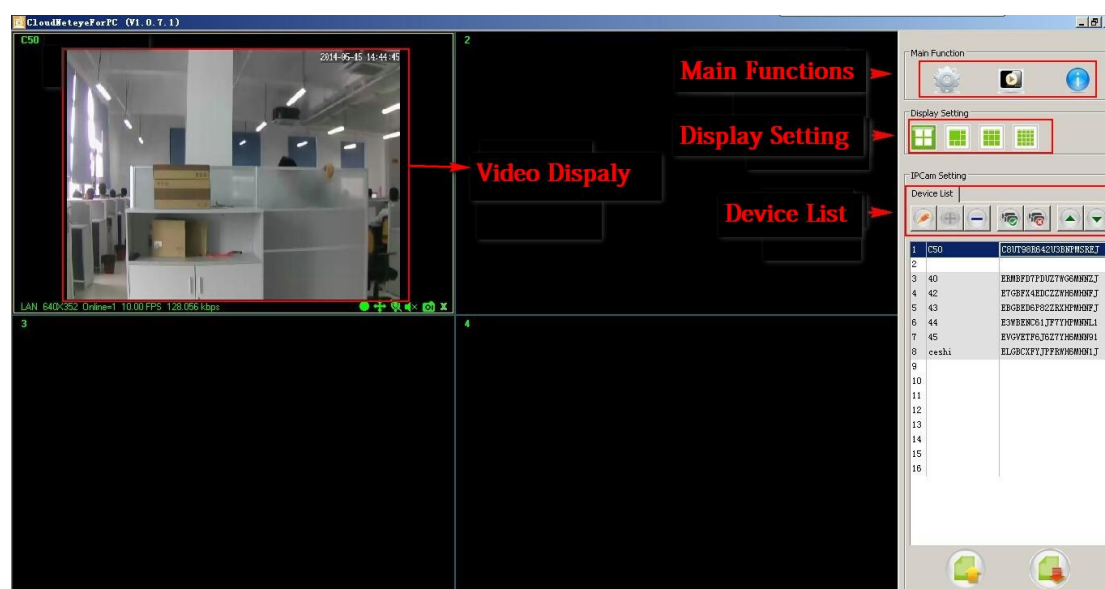 CloudNeteyeForPC (V1.0.7.1)
C50
2014-05-15 14:44:45
2
Main Functions
Display Setting
Video Dispaly
Device List
LAN 640X352 Online=1 10.00 FPS 128.056 kbps
X
3
4
Main Function
Display Setting
IPCam Setting
Device List
1 C50
2
3 40
4 42
5 43
6 44
7 45
8 ceshi
9
10
11
12
13
14
15
16